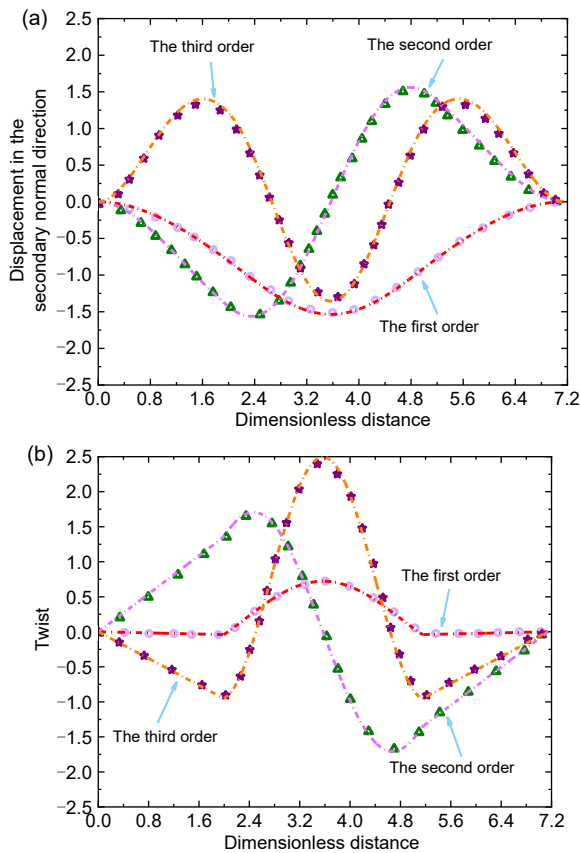 (a)
The third order
The second order
2.5
2.0
1.5
1.0
0.5
0.0
−0.5
−1.0
−1.5
−2.0
−2.5
Displacement in the
secondary normal direction
The first order
0.0 0.8 1.6 2.4 3.2 4.0 4.8 5.6 6.4 7.2
Dimensionless distance
(b)
2.5
2.0
1.5
1.0
0.5
0.0
−0.5
−1.0
−1.5
−2.0
−2.5
Twist
The first order
The third order
The second order
0.0 0.8 1.6 2.4 3.2 4.0 4.8 5.6 6.4 7.2
Dimensionless distance